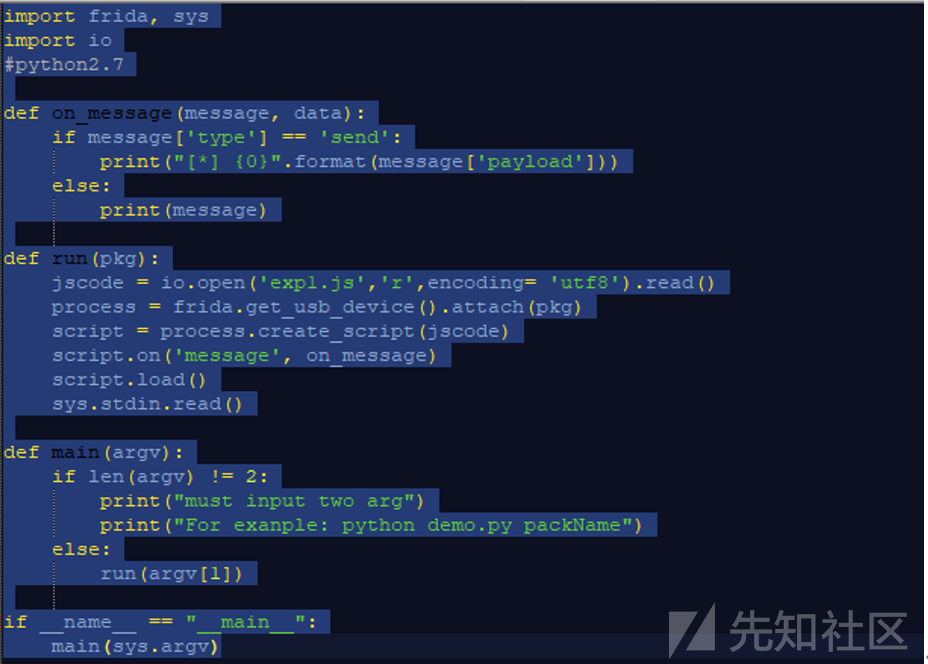 import frida, sys
import io
#python2.7

def on_message(message, data):
    if message['type'] == 'send':
        print("[*] {0}".format(message['payload']))
    else:
        print(message)

def run(pkg):
    jscode = io.open('exp1.js','r',encoding= 'utf8').read()
    process = frida.get_usb_device().attach(pkg)
    script = process.create_script(jscode)
    script.on('message', on_message)
    script.load()
    sys.stdin.read()

def main(argv):
    if len(argv) != 2:
        print("must input two arg")
        print("For exanple: python demo.py packName")
    else:
        run(argv[1])

if __name__ == "__main__":
    main(sys.argv)
先知社区